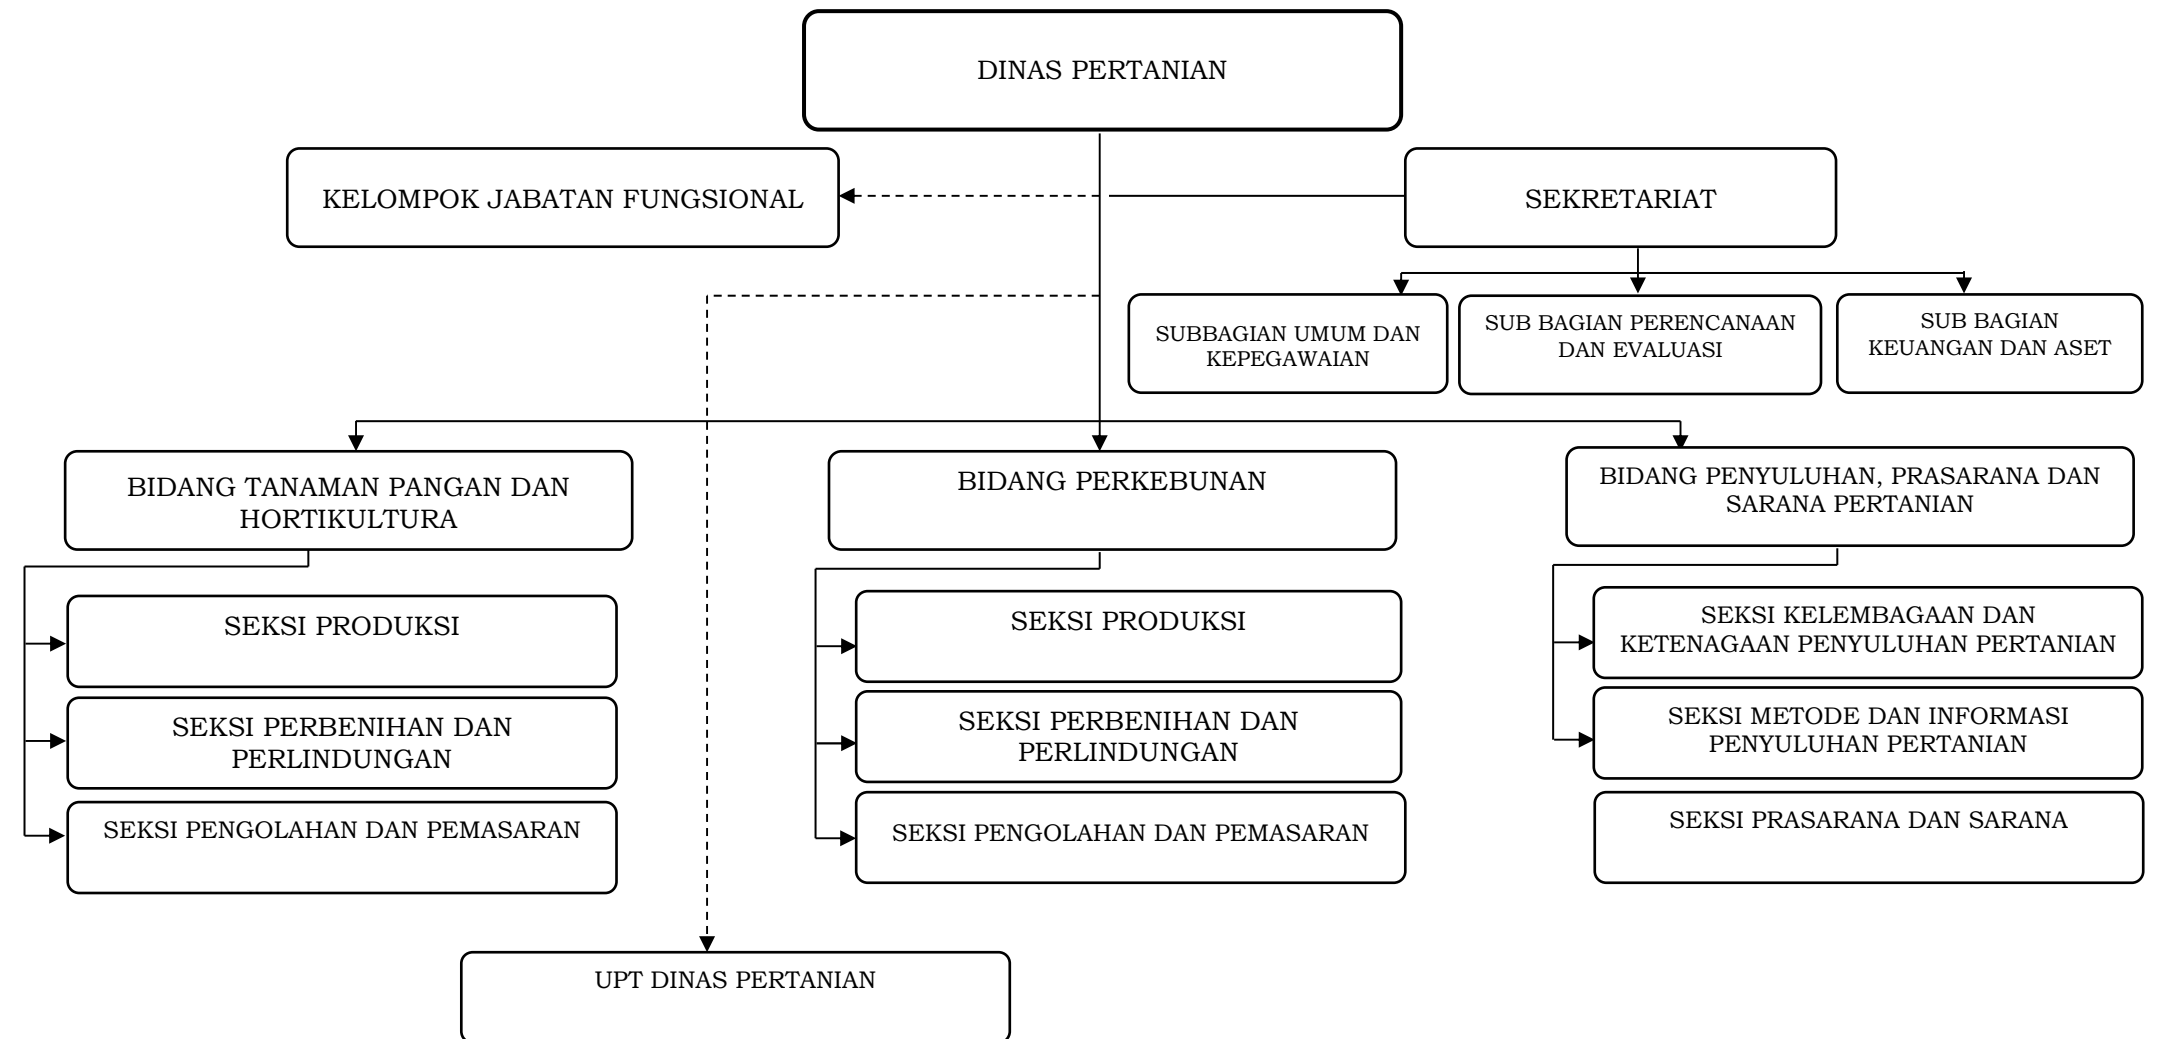 DINAS PERTANIAN
KELOMPOK JABATAN FUNGSIONAL
SEKRETARIAT
SUBBAGIAN UMUM DAN
KEPEGAWAIAN
SUB BAGIAN PERENCANAAN
DAN EVALUASI
SUB BAGIAN
KEUANGAN DAN ASET
BIDANG TANAMAN PANGAN DAN
HORTIKULTURA
BIDANG PERKEBUNAN
BIDANG PENYULUHAN, PRASARANA DAN
SARANA PERTANIAN
SEKSI PRODUKSI
SEKSI PERBENIHAN DAN
PERLINDUNGAN
SEKSI PENGOLAHAN DAN PEMASARAN
SEKSI PRODUKSI
SEKSI PERBENIHAN DAN
PERLINDUNGAN
SEKSI PENGOLAHAN DAN PEMASARAN
SEKSI KELEMBAGAAN DAN
KETENAGAAN PENYULUHAN PERTANIAN
SEKSI METODE DAN INFORMASI
PENYULUHAN PERTANIAN
SEKSI PRASARANA DAN SARANA
UPT DINAS PERTANIAN